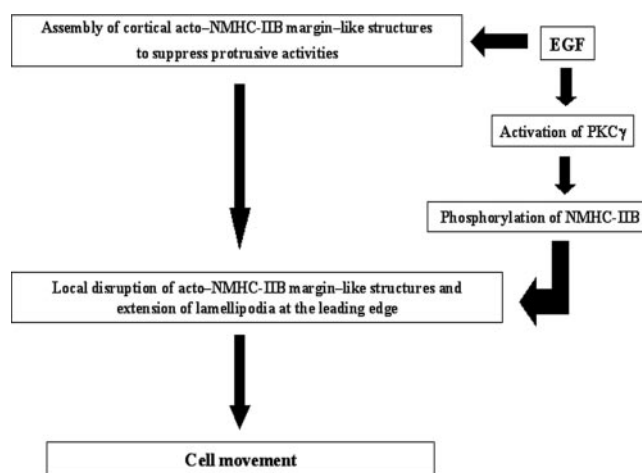 Assembly of cortical acto–NMHC-IIB margin–like structures
to suppress protrusive activities
EGF
Activation of PKCγ
Phosphorylation of NMHC-IIB
Local disruption of acto–NMHC-IIB margin–like structures and
extension of lamellipodia at the leading edge
Cell movement